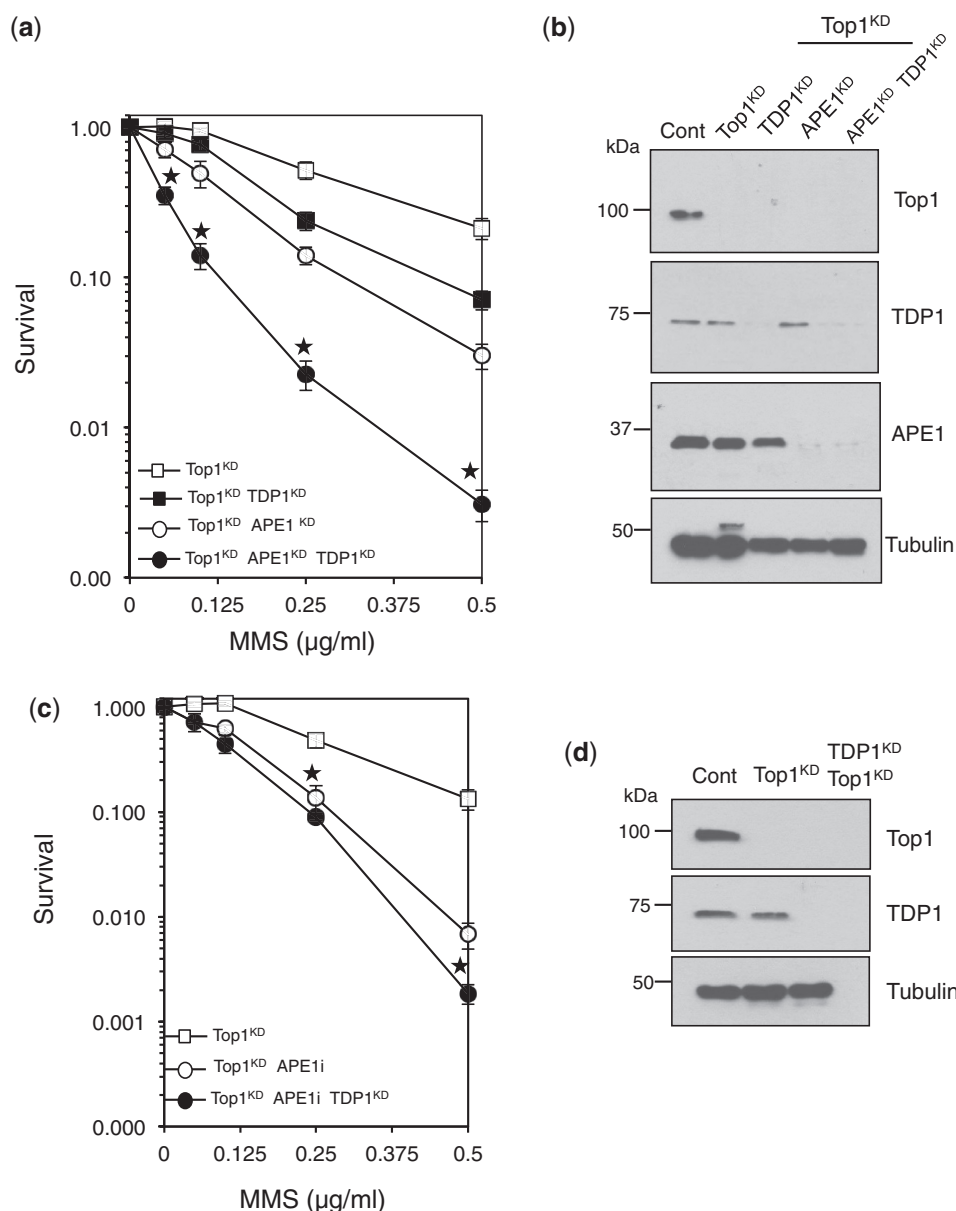 (a)
Survival
1.00
0.10
0.01
0.00
Top1KD
Top1KD TDP1KD
Top1KD APE1 KD
Top1KD APE1KD TDP1KD
0 0.125 0.25 0.375 0.5
MMS (µg/ml)
(b)
Top1KD
kDa Cont Top1KD TDP1KD APE1KD APE1KD TDP1KD
100 Top1
75 TDP1
37 APE1
50 Tubulin
(c)
Survival
1.000
0.100
0.010
0.001
0.000
Top1KD
Top1KD APE1i
Top1KD APE1i TDP1KD
0 0.125 0.25 0.375 0.5
MMS (µg/ml)
(d)
TDP1KD
kDa Cont Top1KD Top1KD
100 Top1
75 TDP1
50 Tubulin